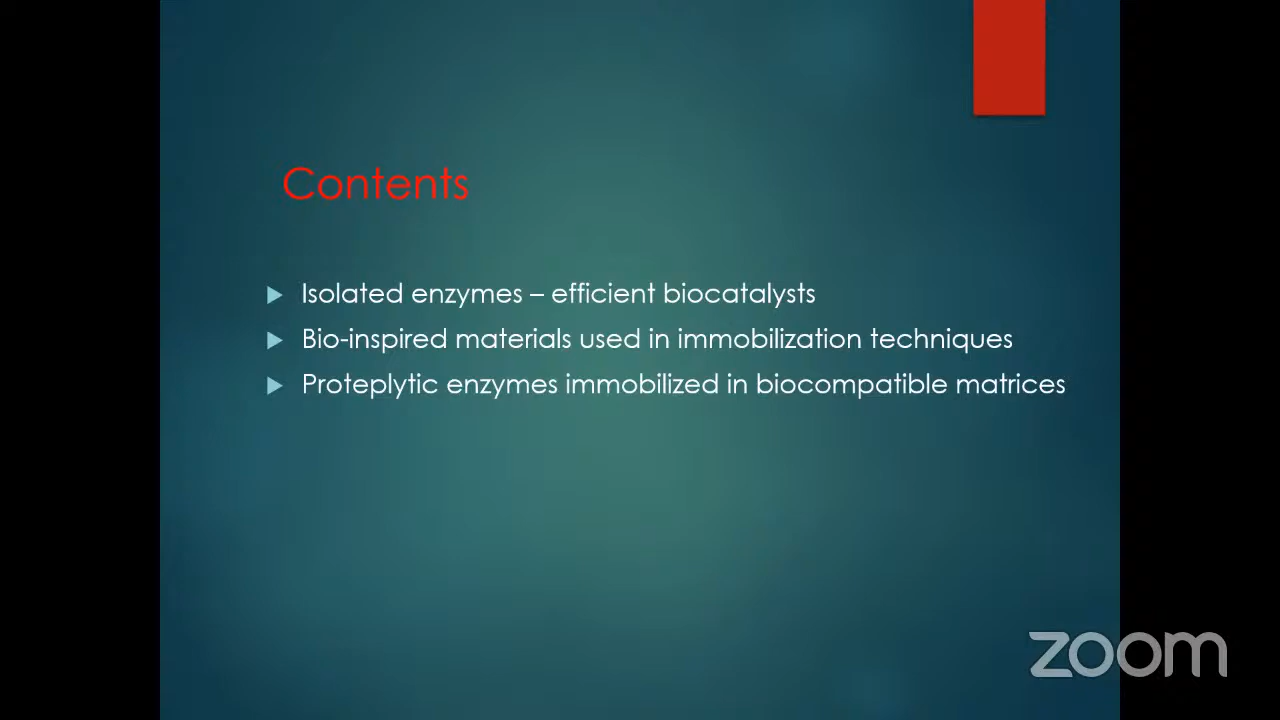 Contents
Isolated enzymes – efficient biocatalysts
Bio-inspired materials used in immobilization techniques
Proteplytic enzymes immobilized in biocompatible matrices
zoom